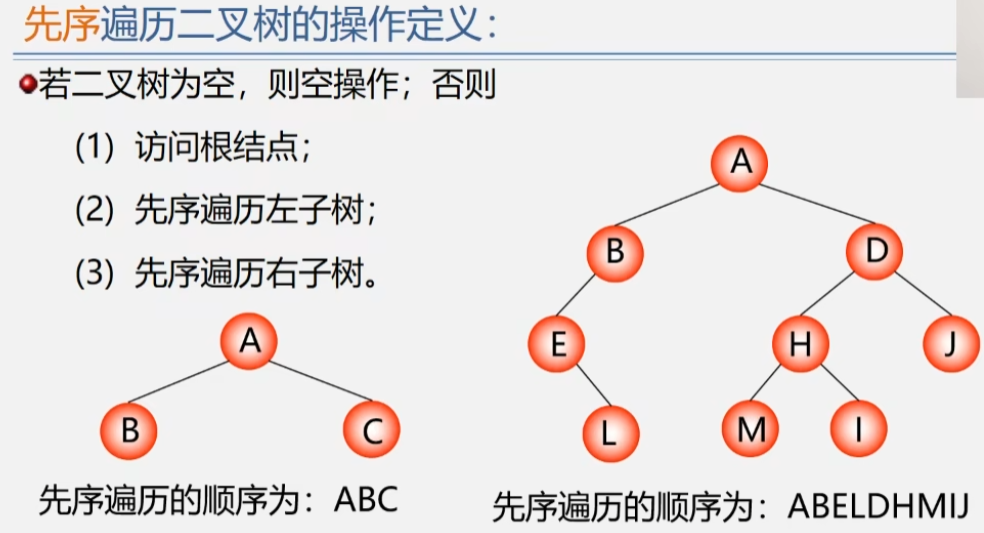 先序遍历二叉树的操作定义：
若二叉树为空，则空操作；否则
(1) 访问根结点；
(2) 先序遍历左子树；
(3) 先序遍历右子树。
A
B
C
先序遍历的顺序为：ABC
A
B
D
E
H
J
L
M
I
先序遍历的顺序为：ABELDHMIJ